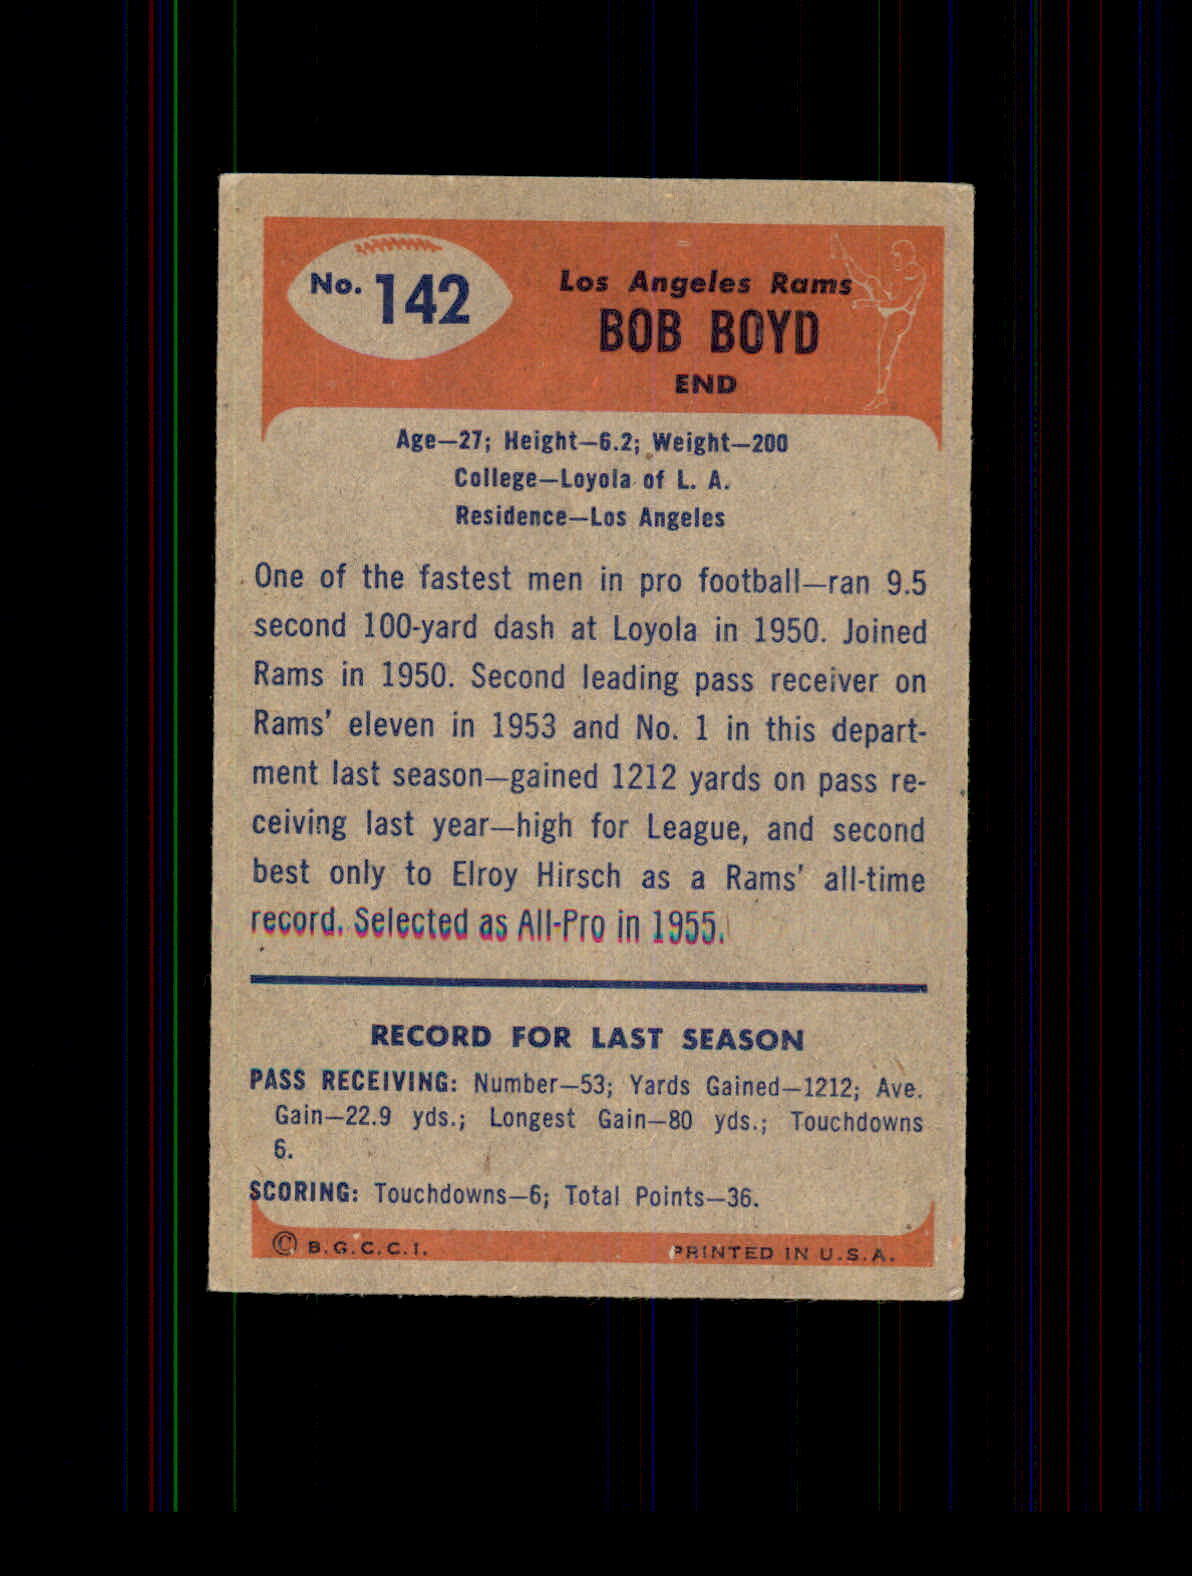 No. 142
Los Angeles Rams
BOB BOYD
END
Age—27; Height—6.2; Weight—200
College—Loyola of L. A.
Residence—Los Angeles
One of the fastest men in pro football—ran 9.5
second 100-yard dash at Loyola in 1950. Joined
Rams in 1950. Second leading pass receiver on
Rams' eleven in 1953 and No. 1 in this depart-
ment last season—gained 1212 yards on pass re-
ceiving last year—high for League, and second
best only to Elroy Hirsch as a Rams' all-time
record. Selected as All-Pro in 1955.
RECORD FOR LAST SEASON
PASS RECEIVING: Number—53; Yards Gained—1212; Ave.
Gain—22.9 yds.; Longest Gain—80 yds.; Touchdowns
6.
SCORING: Touchdowns—6; Total Points—36.
© B.G.C.C.I.
PRINTED IN U.S.A.